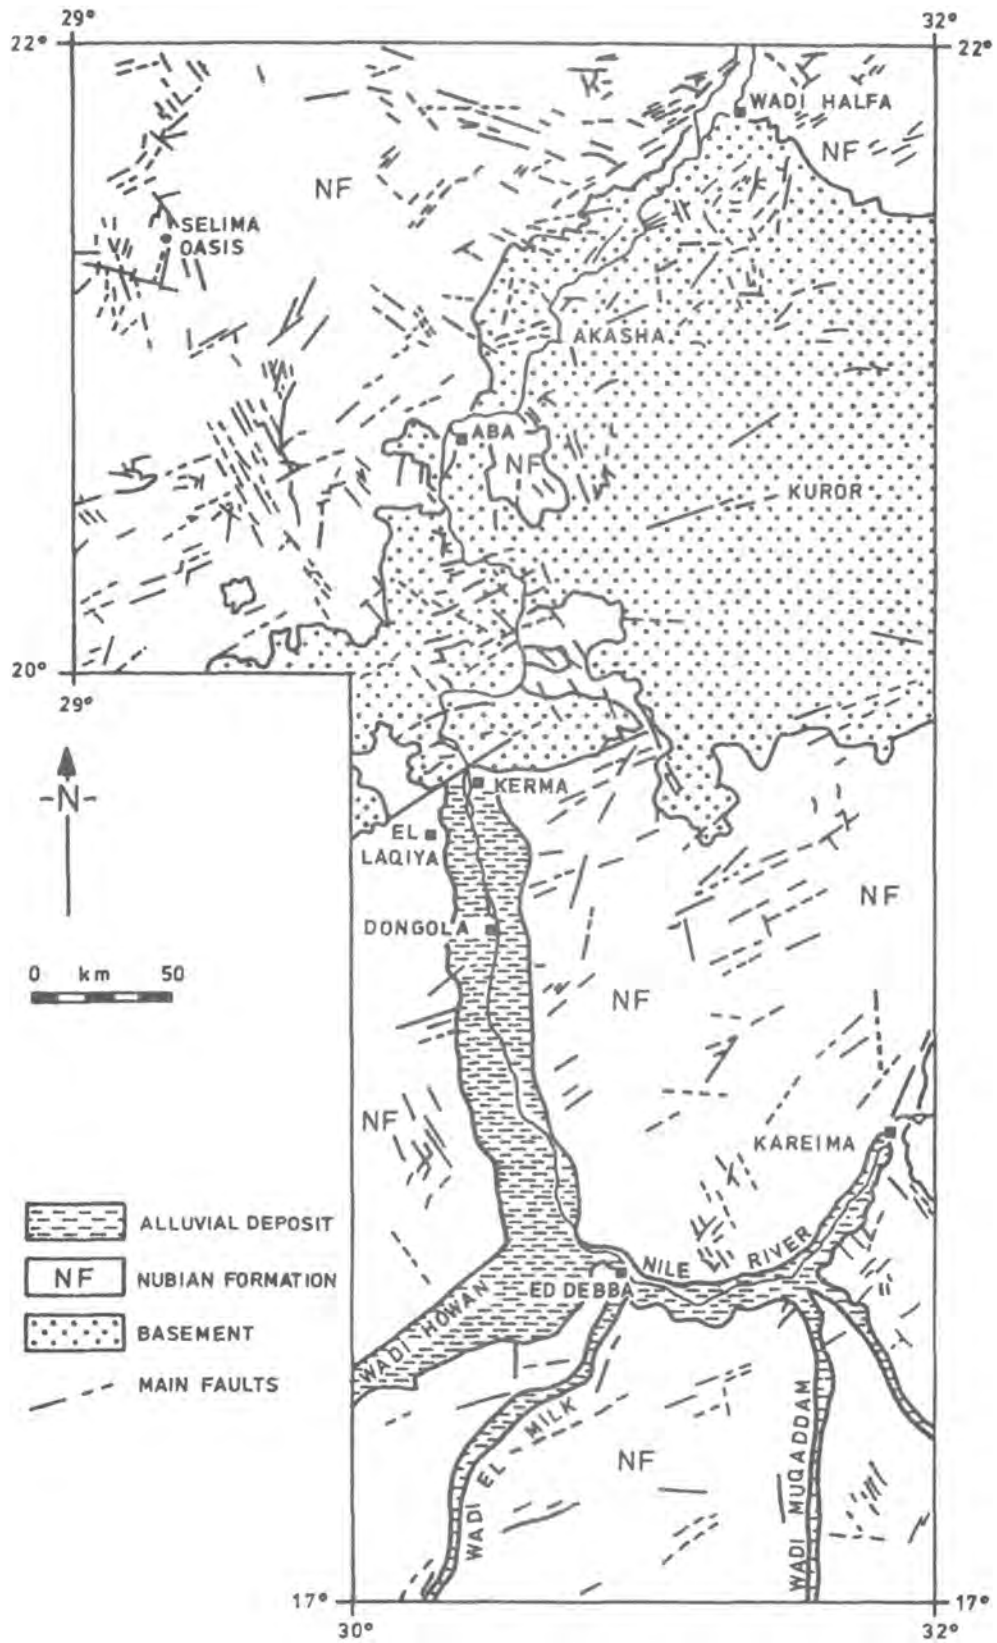 29°
32°
22°
22°
WADI HALFA
NF
NF
SELIMA
OASIS
AKASHA
ABA
NF
KUROR
20°
29°
-N-
KERMA
EL
LAQIYA
NF
DONGOLA
0 km 50
NF
NF
KAREIMA
ALLUVIAL DEPOSIT
NILE RIVER
NF NUBIAN FORMATION
ED DEBBA
WADI HOWAN
BASEMENT
MAIN FAULTS
WADI EL MILK
WADI MUQADDAM
NF
17°
17°
30°
32°